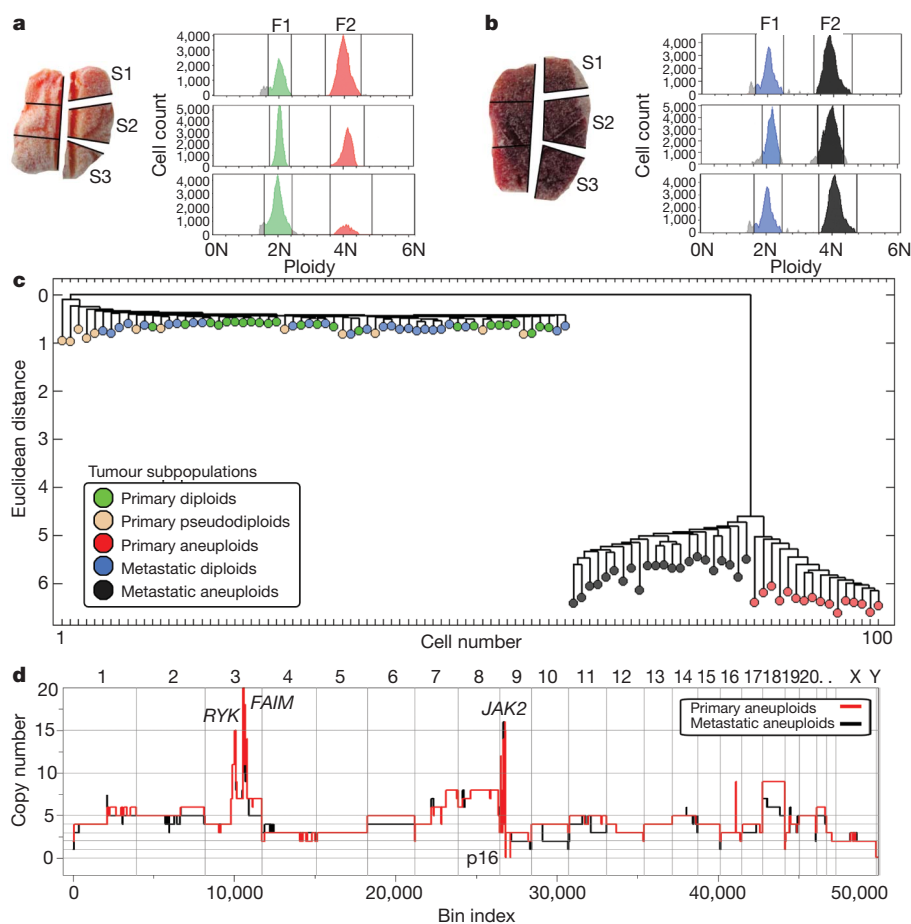 a
F1 F2
S1
S2
S3
Cell count
4,000
3,000
2,000
1,000
0
5,000
4,000
3,000
2,000
1,000
0
4,000
3,000
2,000
1,000
0
0N 2N 4N 6N
Ploidy
b
F1 F2
S1
S2
S3
Cell count
4,000
3,000
2,000
1,000
0
5,000
4,000
3,000
2,000
1,000
0
4,000
3,000
2,000
1,000
0
0N 2N 4N 6N
Ploidy
c
Euclidean distance
0
1
2
3
4
5
6
Tumour subpopulations
Primary diploids
Primary pseudodiploids
Primary aneuploids
Metastatic diploids
Metastatic aneuploids
1 100
Cell number
d
1 2 3 4 5 6 7 8 9 10 11 12 13 14 15 16 17 18 19 20. . X Y
Copy number
20
15
10
5
0
RYK
FAIM
JAK2
p16
Primary aneuploids
Metastatic aneuploids
0 10,000 20,000 30,000 40,000 50,000
Bin index